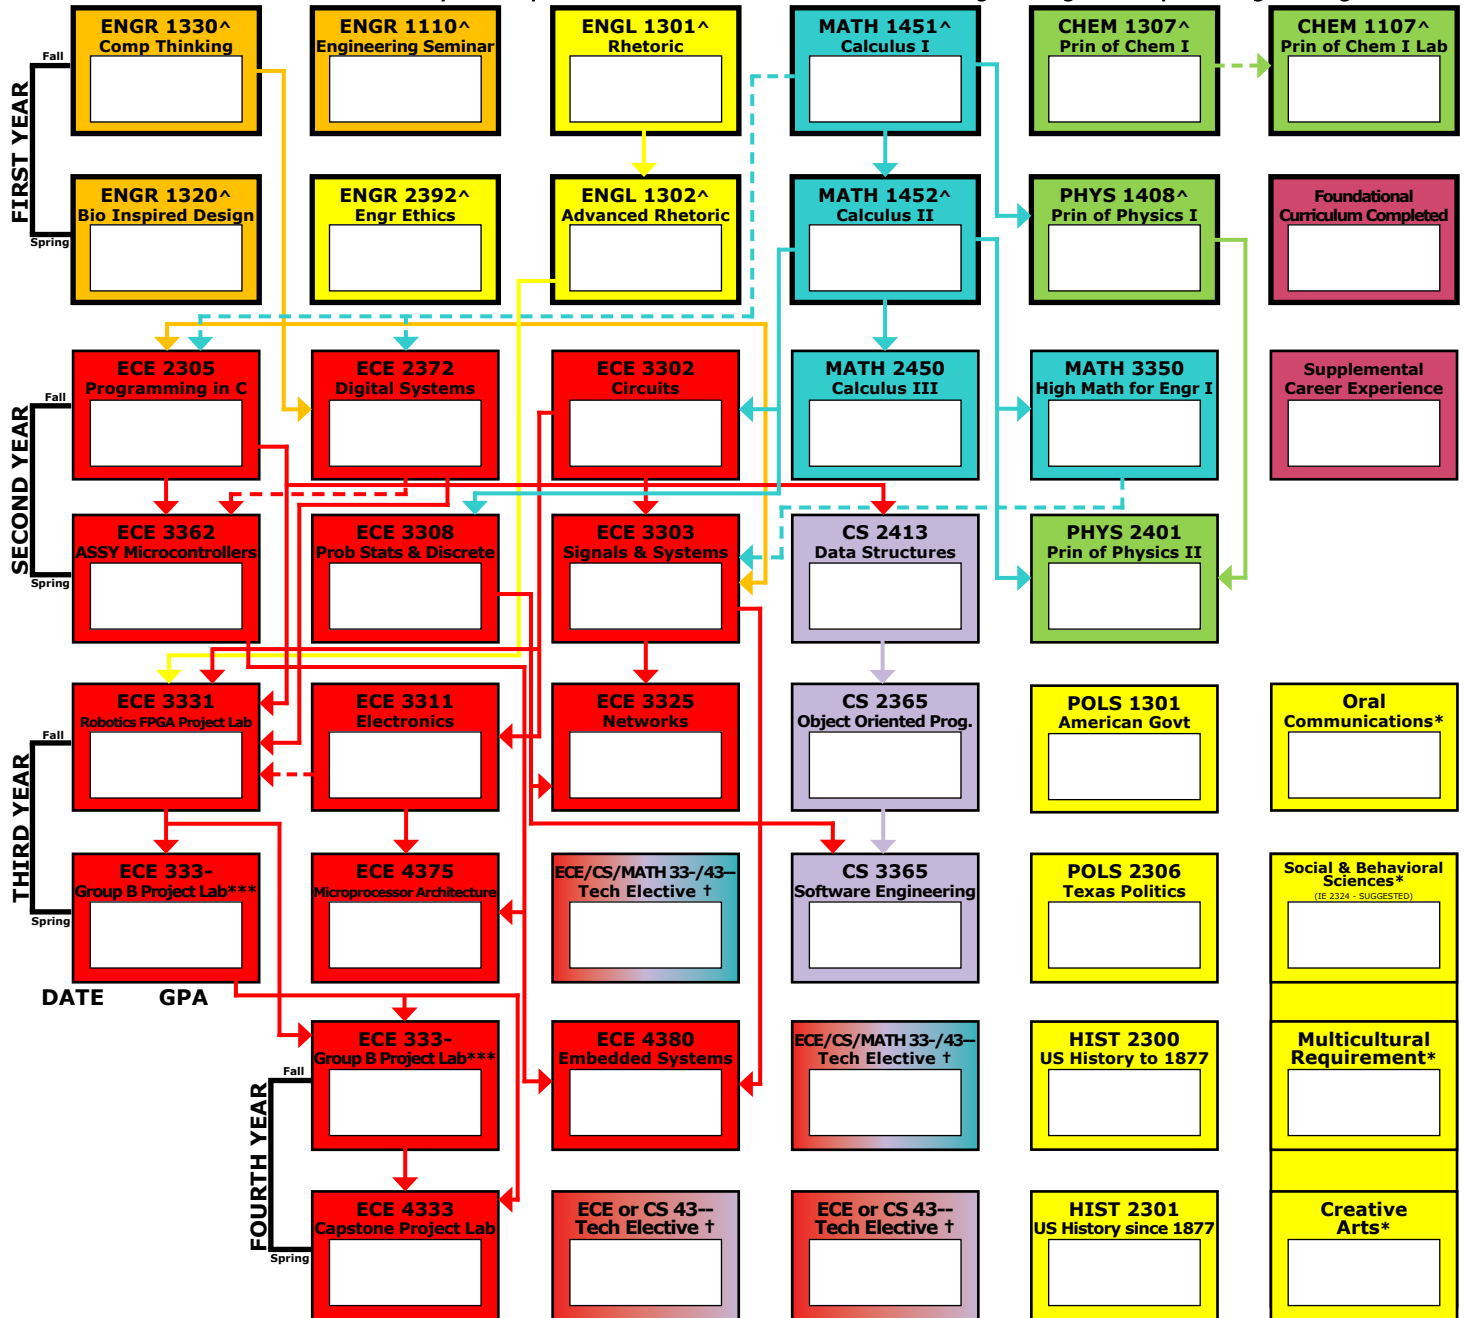 ENGR 1330^
Comp Thinking
ENGR 1110^
Engineering Seminar
ENGL 1301^
Rhetoric
MATH 1451^
Calculus I
CHEM 1307^
Prin of Chem I
CHEM 1107^
Prin of Chem I Lab
Fall
FIRST YEAR
Spring
ENGR 1320^
Bio Inspired Design
ENGR 2392^
Engr Ethics
ENGL 1302^
Advanced Rhetoric
MATH 1452^
Calculus II
PHYS 1408^
Prin of Physics I
Foundational
Curriculum Completed
ECE 2305
Programming in C
ECE 2372
Digital Systems
ECE 3302
Circuits
MATH 2450
Calculus III
MATH 3350
High Math for Engr I
Supplemental
Career Experience
Fall
SECOND YEAR
Spring
ECE 3362
ASSY Microcontrollers
ECE 3308
Prob Stats & Discrete
ECE 3303
Signals & Systems
CS 2413
Data Structures
PHYS 2401
Prin of Physics II
ECE 3331
Robotics FPGA Project Lab
ECE 3311
Electronics
ECE 3325
Networks
CS 2365
Object Oriented Prog.
POLS 1301
American Govt
Oral
Communications*
Fall
THIRD YEAR
Spring
ECE 333-
Group B Project Lab***
ECE 4375
Microprocessor Architecture
ECE/CS/MATH 33-/43--
Tech Elective †
CS 3365
Software Engineering
POLS 2306
Texas Politics
Social & Behavioral
Sciences*
(IE 2324 - SUGGESTED)
DATE GPA
ECE 333-
Group B Project Lab***
ECE 4380
Embedded Systems
ECE/CS/MATH 33-/43--
Tech Elective †
HIST 2300
US History to 1877
Multicultural
Requirement*
Fall
FOURTH YEAR
Spring
ECE 4333
Capstone Project Lab
ECE or CS 43--
Tech Elective †
ECE or CS 43--
Tech Elective †
HIST 2301
US History since 1877
Creative
Arts*